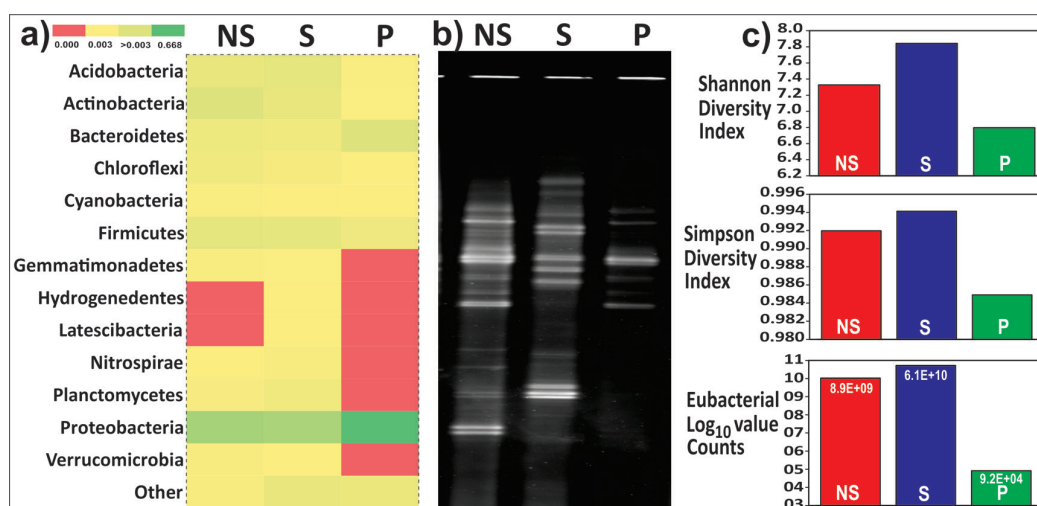 a)
0.000 0.003 >0.003 0.668
NS S P
Acidobacteria
Actinobacteria
Bacteroidetes
Chloroflexi
Cyanobacteria
Firmicutes
Gemmatimonadetes
Hydrogenedentes
Latescibacteria
Nitrospirae
Planctomycetes
Proteobacteria
Verrucomicrobia
Other
b) NS S P
c)
Shannon
Diversity
Index
8.0
7.8
7.6
7.4
7.2
7.0
6.8
6.6
6.4
6.2
NS S P
Simpson
Diversity
Index
0.996
0.994
0.992
0.990
0.988
0.986
0.984
0.982
0.980
NS S P
Eubacterial
Log10 value
Counts
11
10
09
08
07
06
05
04
03
8.9E+09 6.1E+10 9.2E+04
NS S P